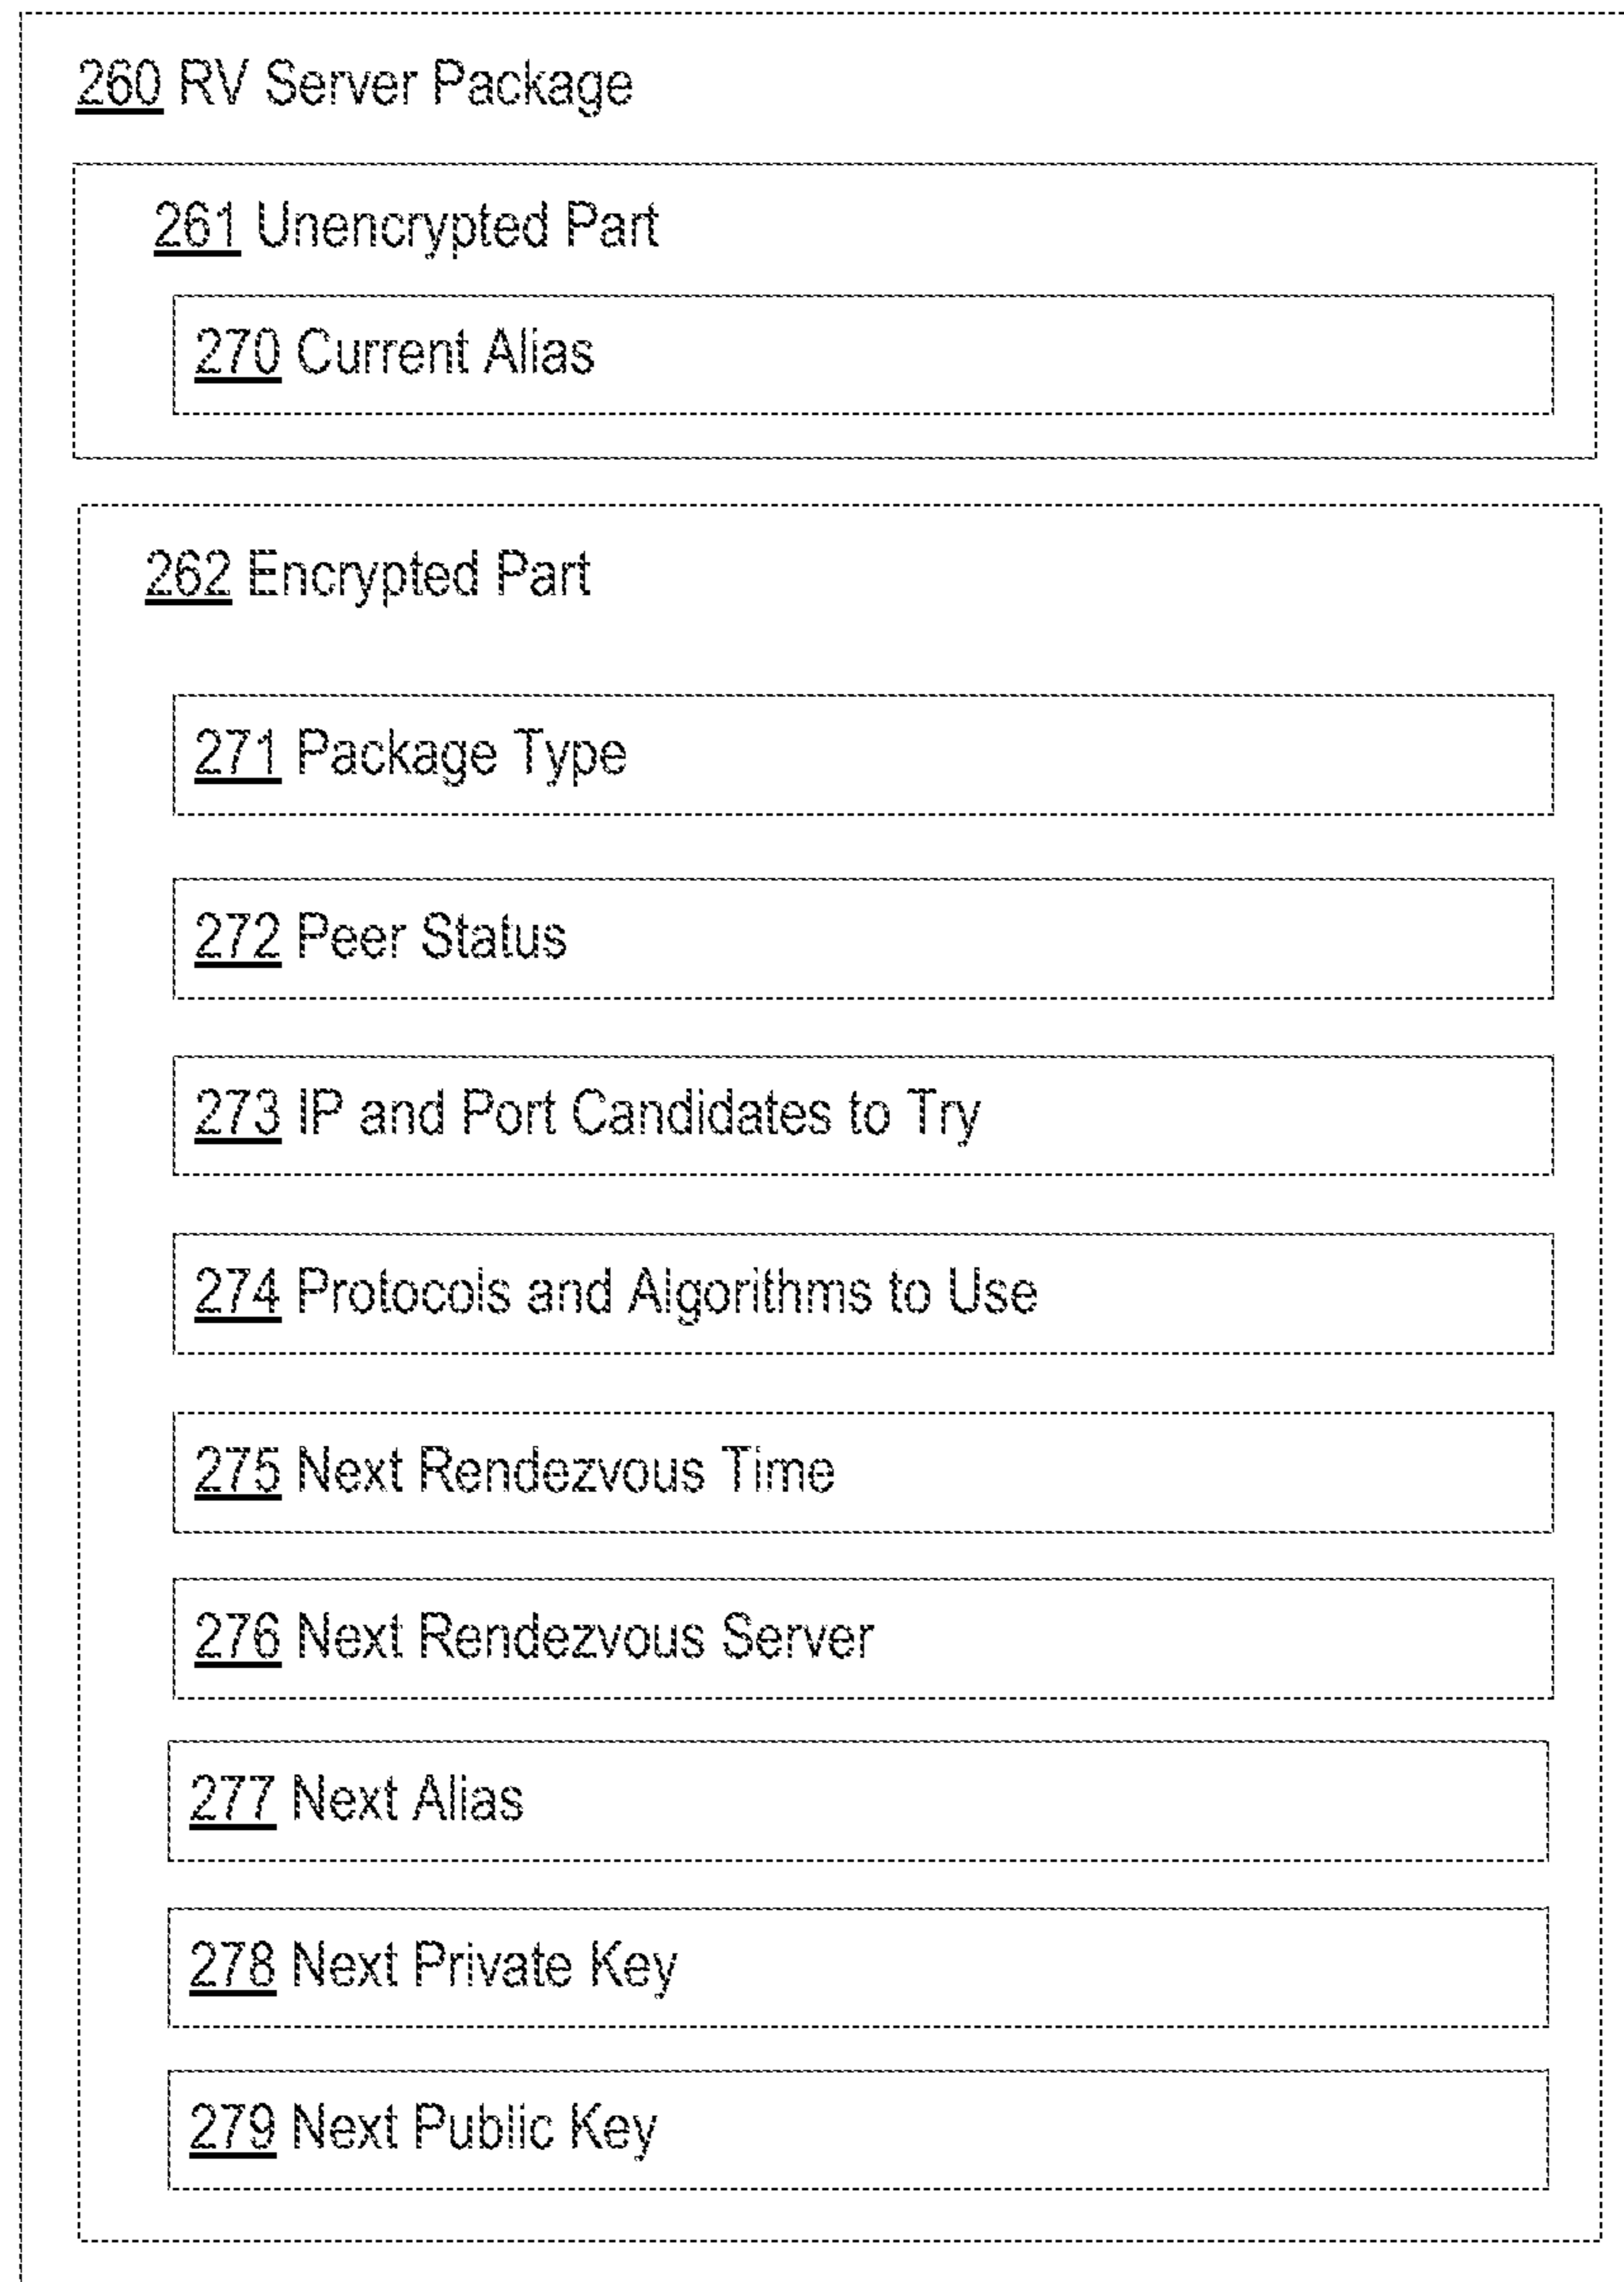 260 RV Server Package
261 Unencrypted Part
270 Current Alias
262 Encrypted Part
271 Package Type
272 Peer Status
273 IP and Port Candidates to Try
274 Protocols and Algorithms to Use
275 Next Rendezvous Time
276 Next Rendezvous Server
277 Next Alias
278 Next Private Key
279 Next Public Key